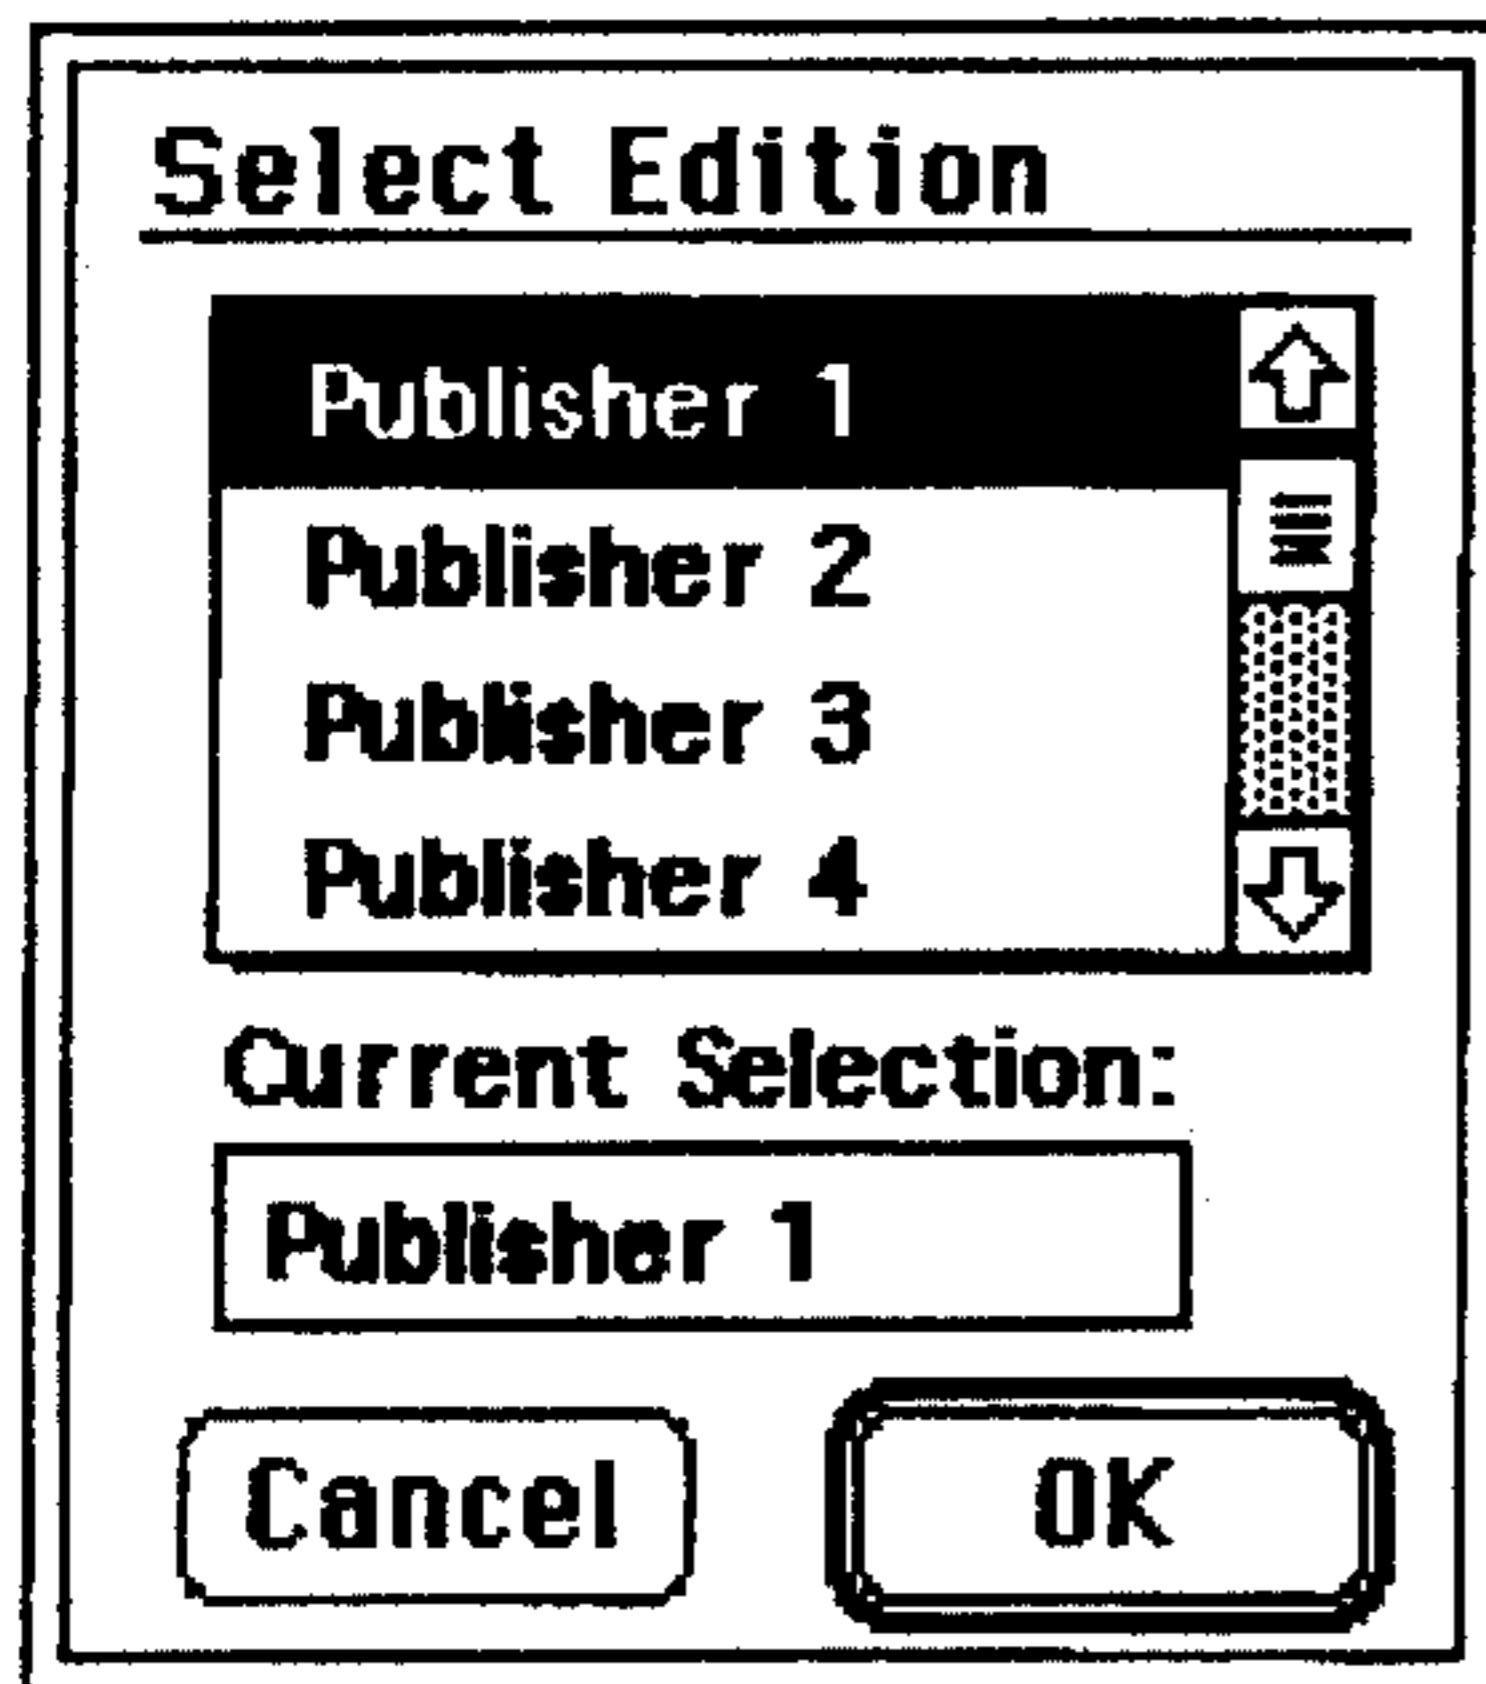 Select Edition
Publisher 1
Publisher 2
Publisher 3
Publisher 4
Current Selection:
Publisher 1
Cancel
OK